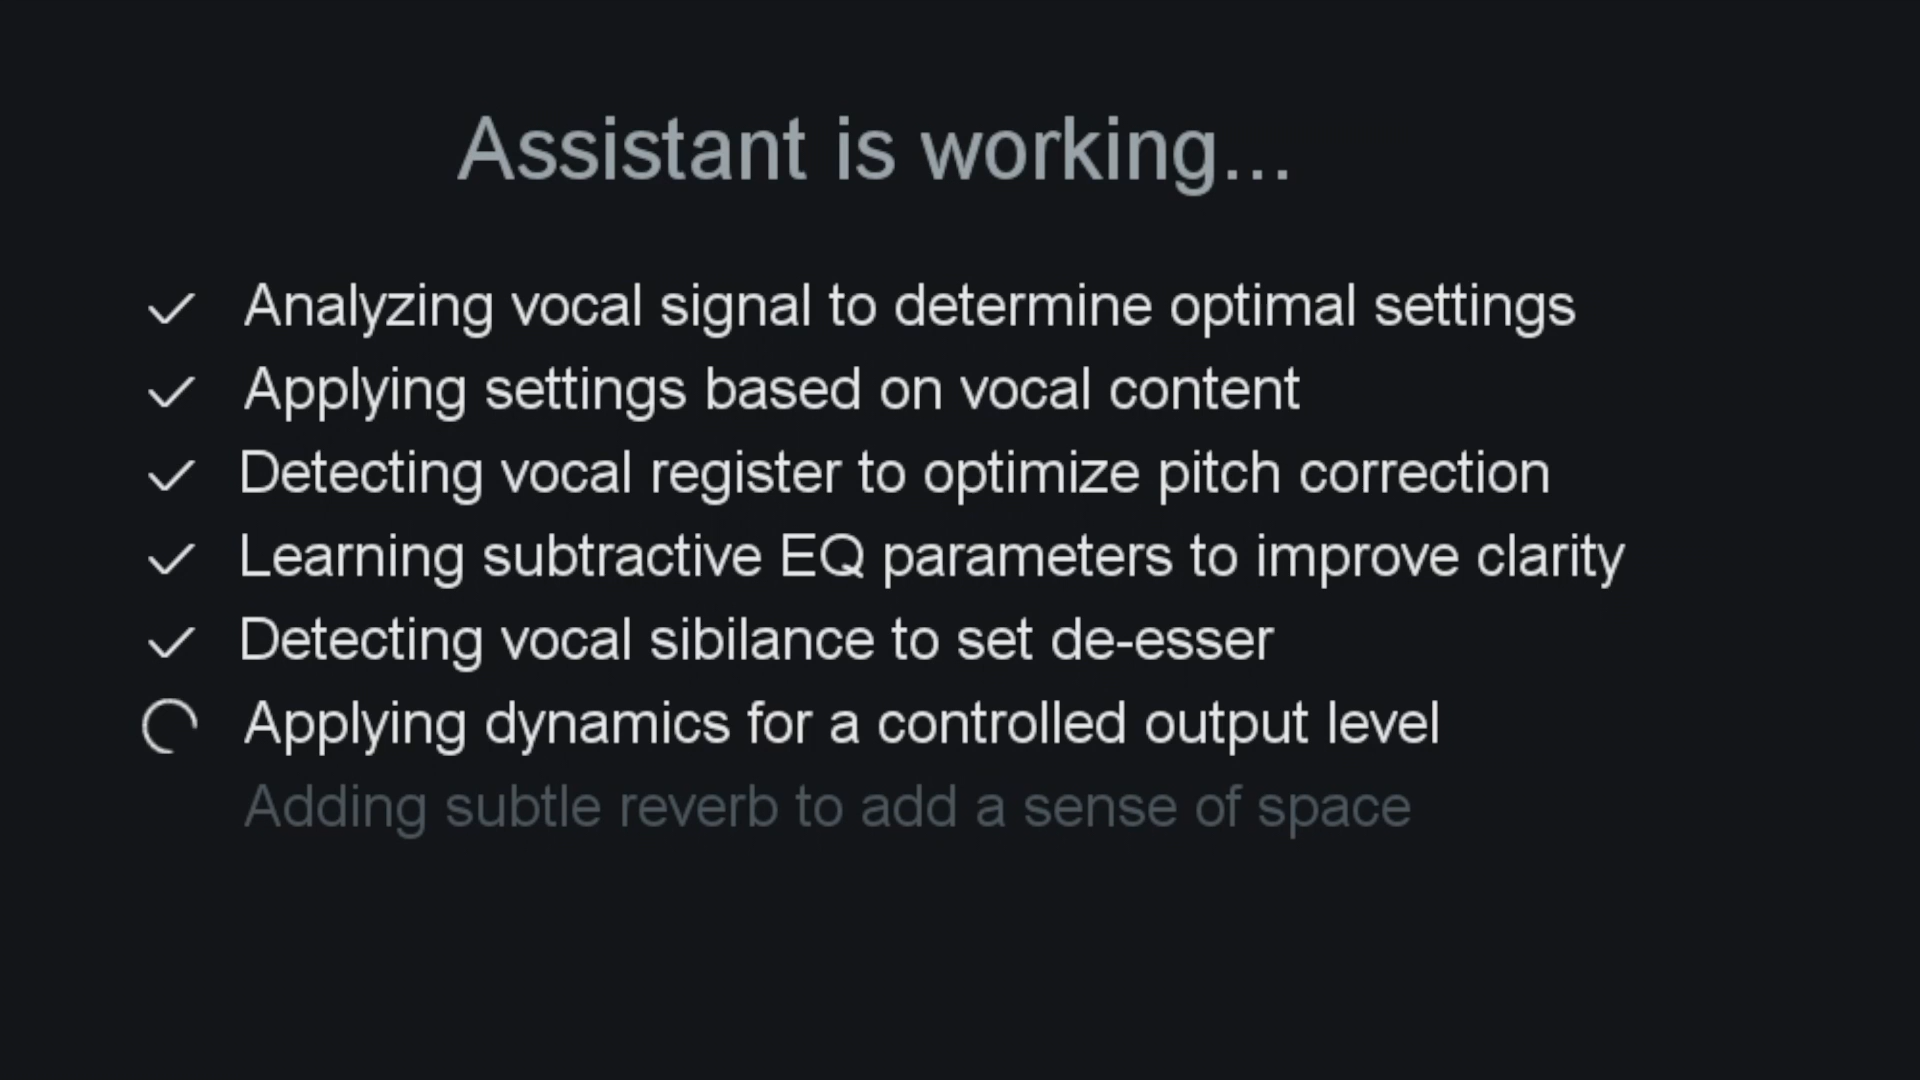 Assistant is working...
Analyzing vocal signal to determine optimal settings
Applying settings based on vocal content
Detecting vocal register to optimize pitch correction
Learning subtractive EQ parameters to improve clarity
Detecting vocal sibilance to set de-esser
Applying dynamics for a controlled output level
Adding subtle reverb to add a sense of space